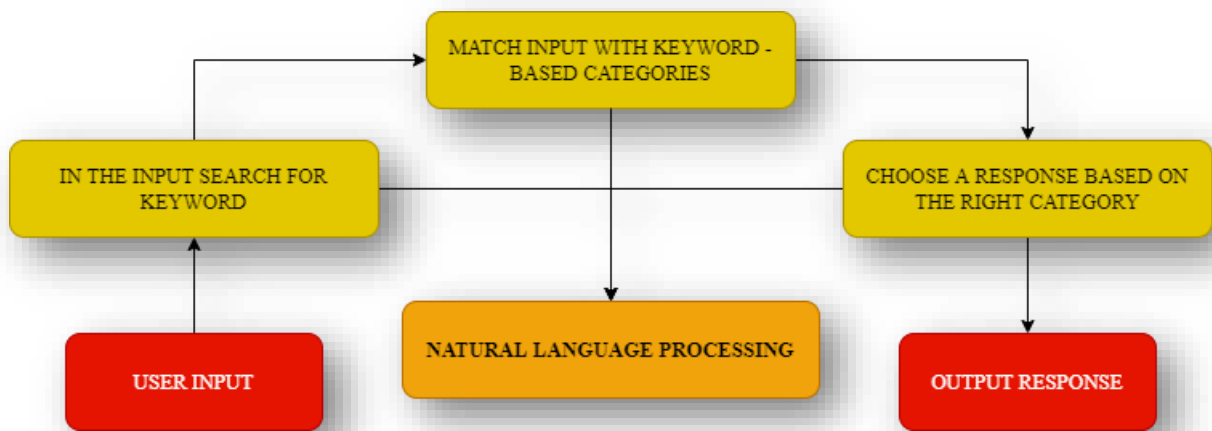 MATCH INPUT WITH KEYWORD -
BASED CATEGORIES
IN THE INPUT SEARCH FOR
KEYWORD
CHOOSE A RESPONSE BASED ON
THE RIGHT CATEGORY
NATURAL LANGUAGE PROCESSING
USER INPUT
OUTPUT RESPONSE